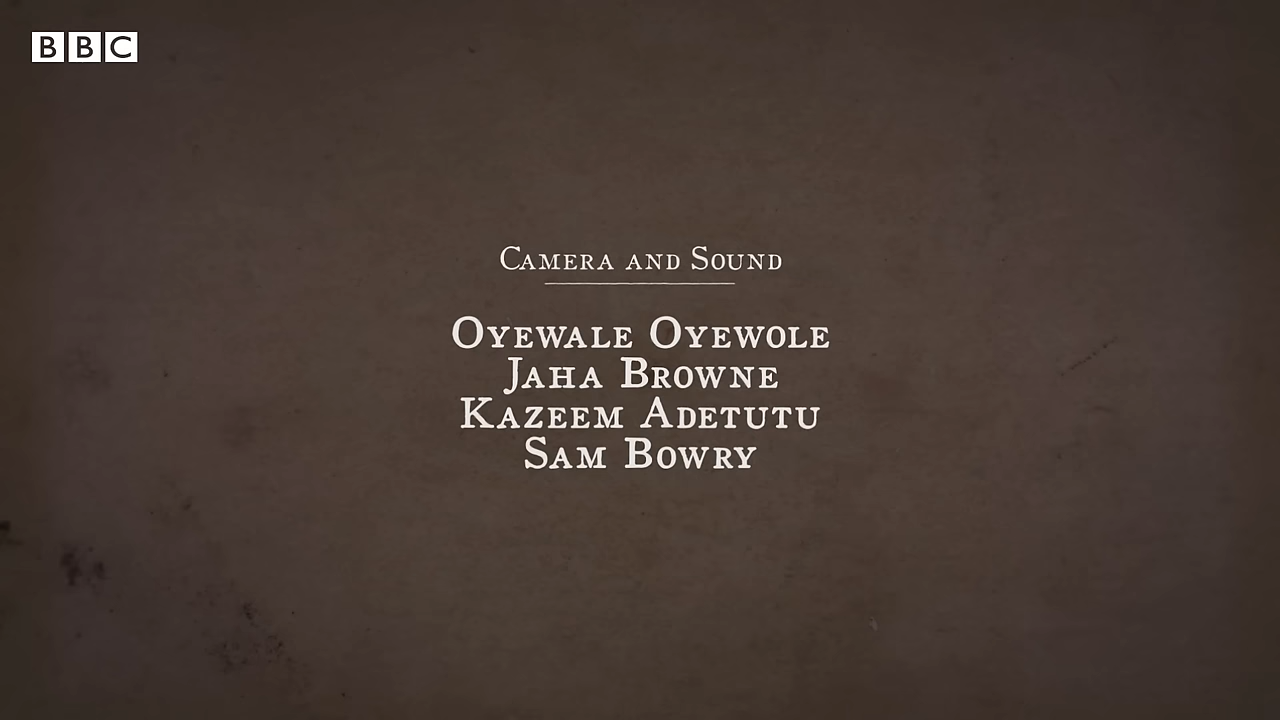 BBC
Camera and Sound
Oyewale Oyewole
Jaha Browne
Kazeem Adetutu
Sam Bowry